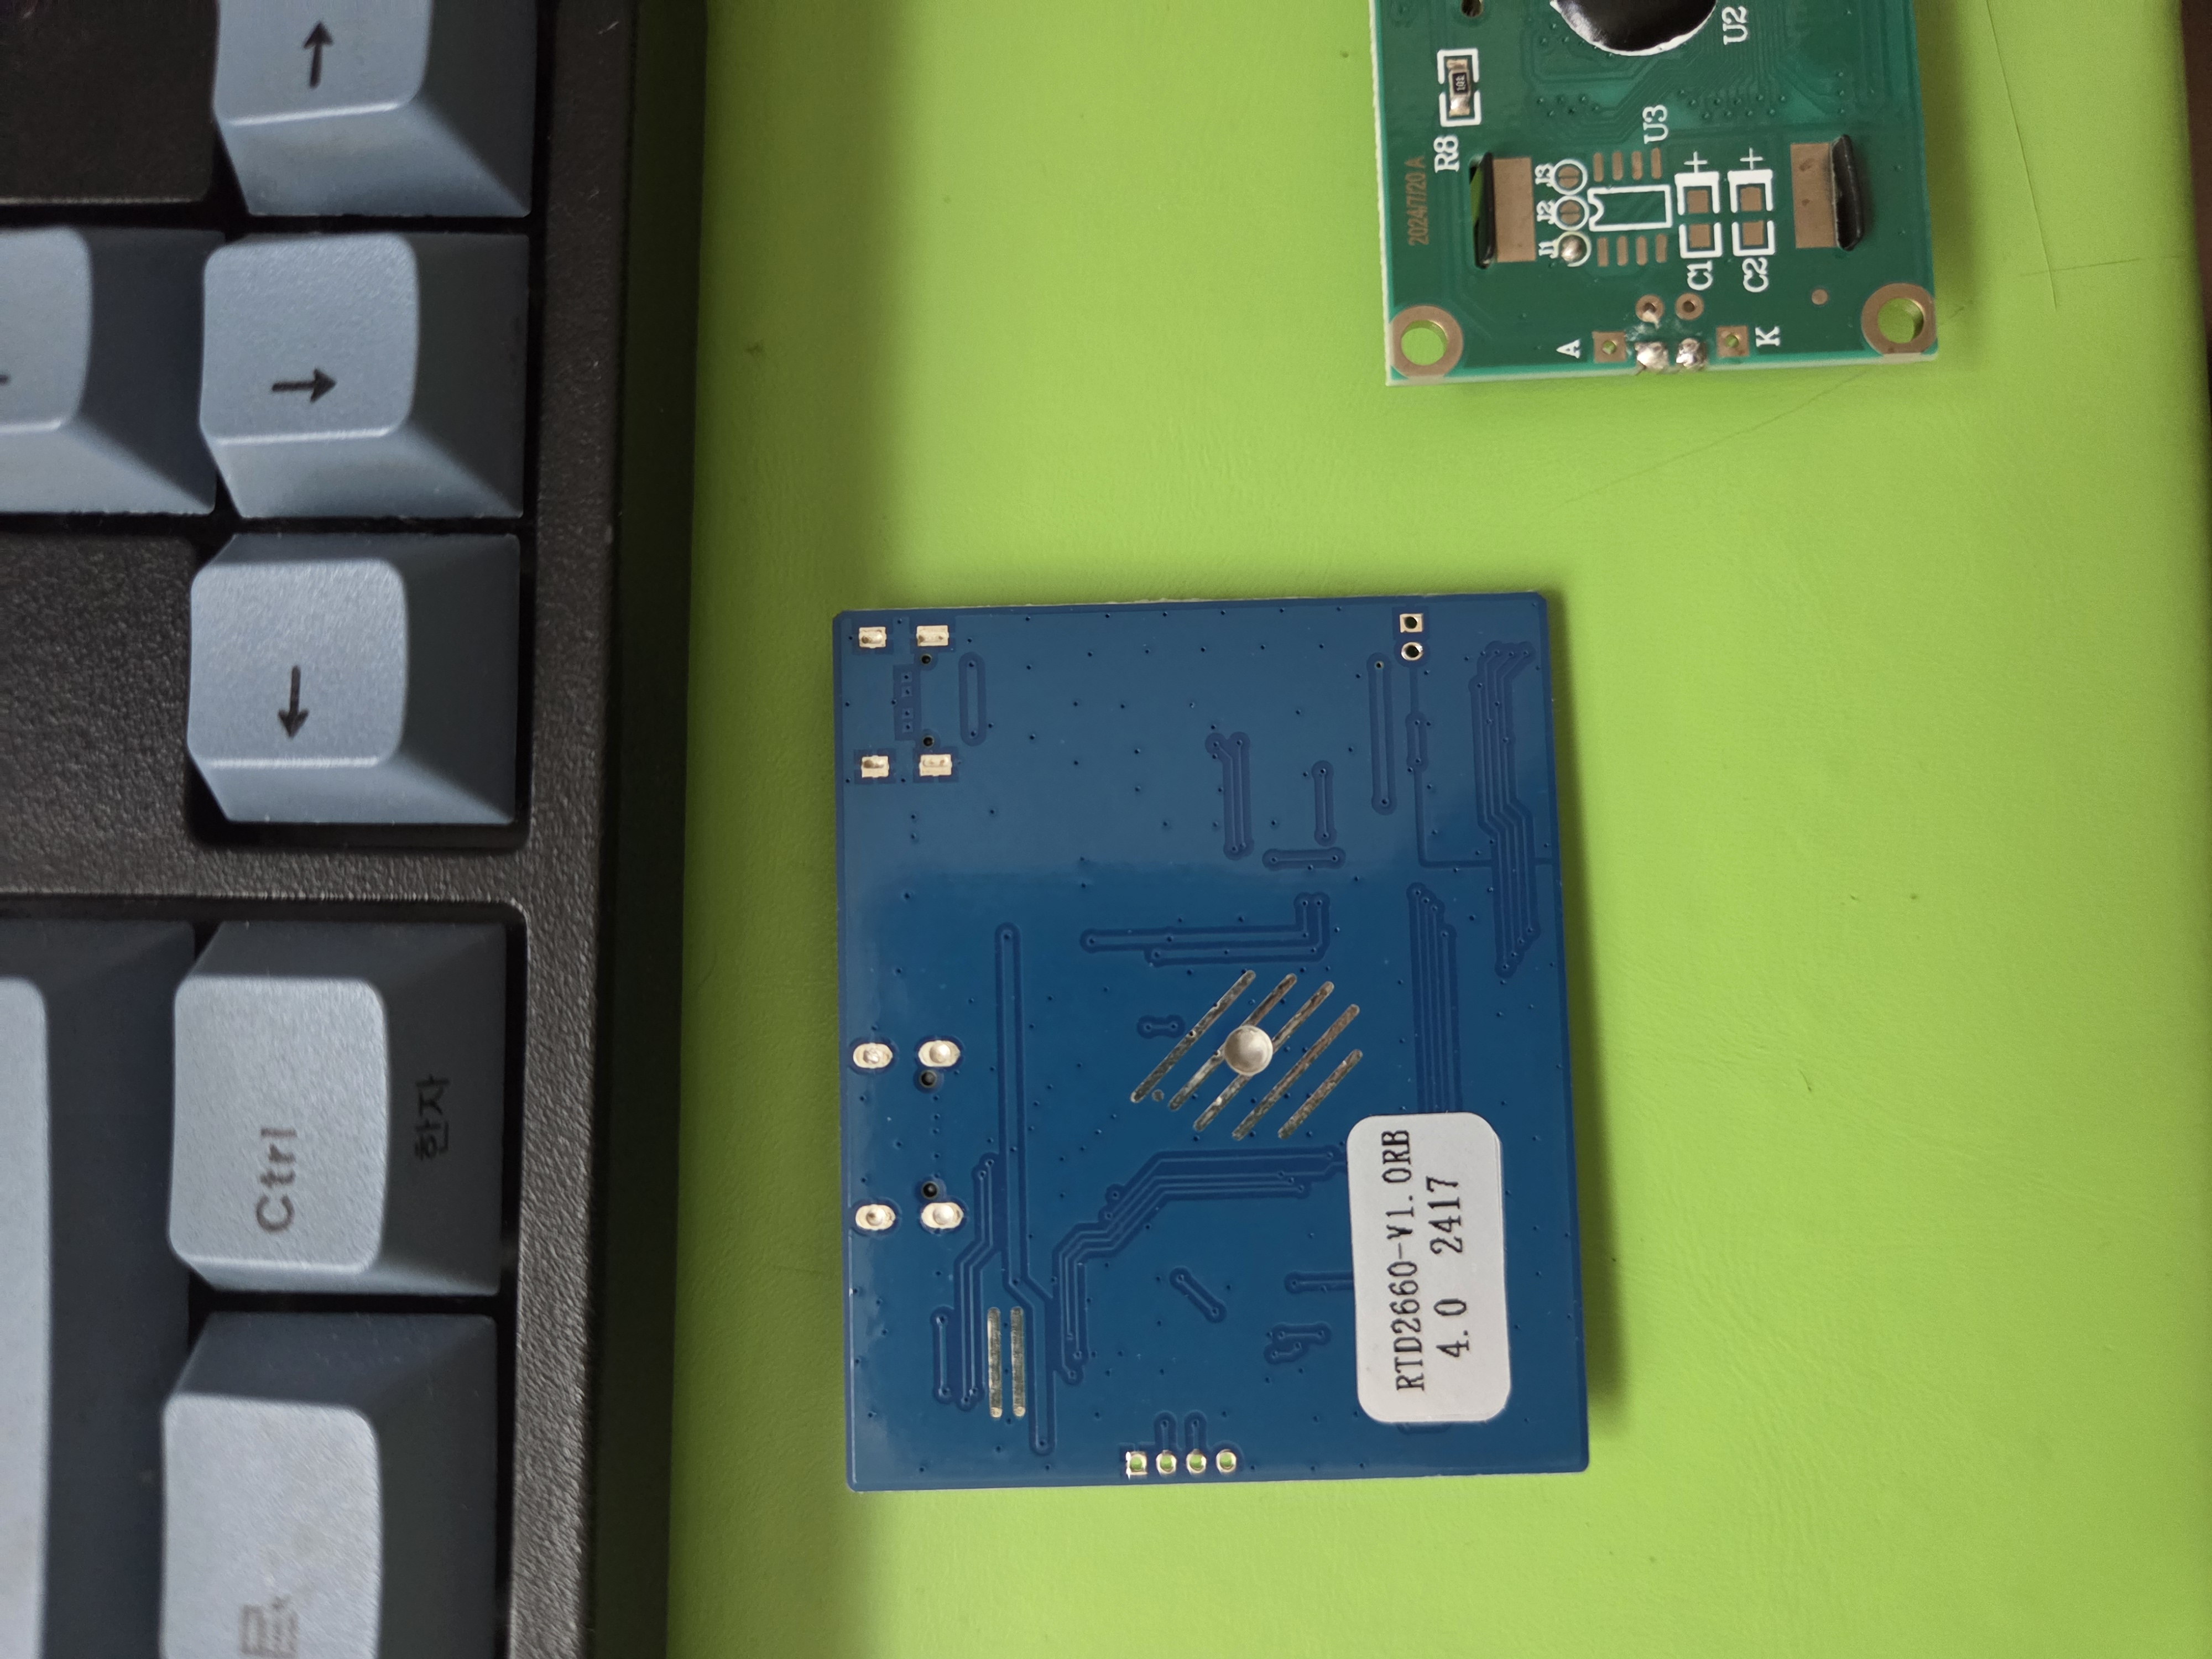 Ctrl
한자
←
↓
→
RTD2660-V1.0RB
4.0 2417
2024/7/20 A
R8
102
J1 J2 J3
A
U3
C1 +
U2
C2 +
K